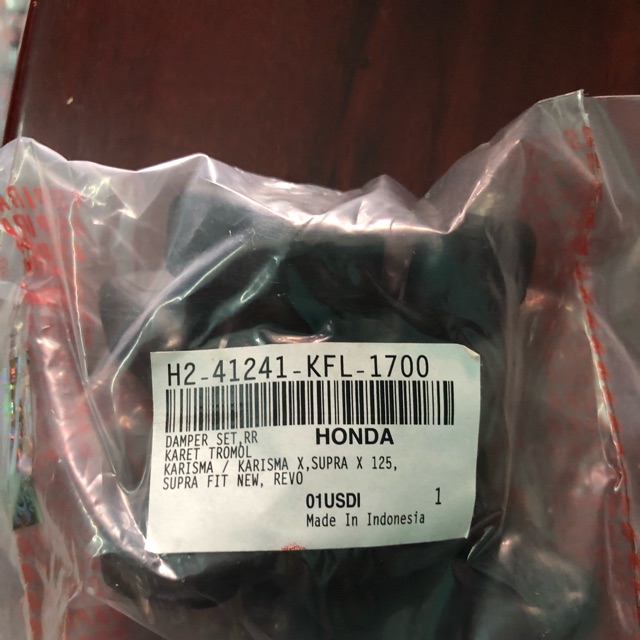 H2-41241-KFL-1700
DAMPER SET,RR HONDA
KARET TROMOL
KARISMA / KARISMA X,SUPRA X 125,
SUPRA FIT NEW, REVO
01USDI 1
Made In Indonesia